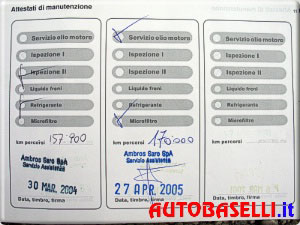 Attestati di manutenzione
Servizio olio motore
Ispezione I
Ispezione II
Liquido freni
Refrigerante
Microfiltro
km percorsi 157.900
Ambros Saro SpA
Servizio Assistenza
30 MAR. 2004
Data, timbro, firma
Servizio olio motore
Ispezione I
Ispezione II
Liquido freni
Refrigerante
Microfiltro
km percorsi 170.000
Ambros Saro SpA
Servizio Assistenza
27 APR. 2005
Data, timbro, firma
Servizio olio motore
Ispezione I
Ispezione II
Liquido freni
Refrigerante
Microfiltro
km percorsi
Data, timbro, firma
AUTOBASELLI.it